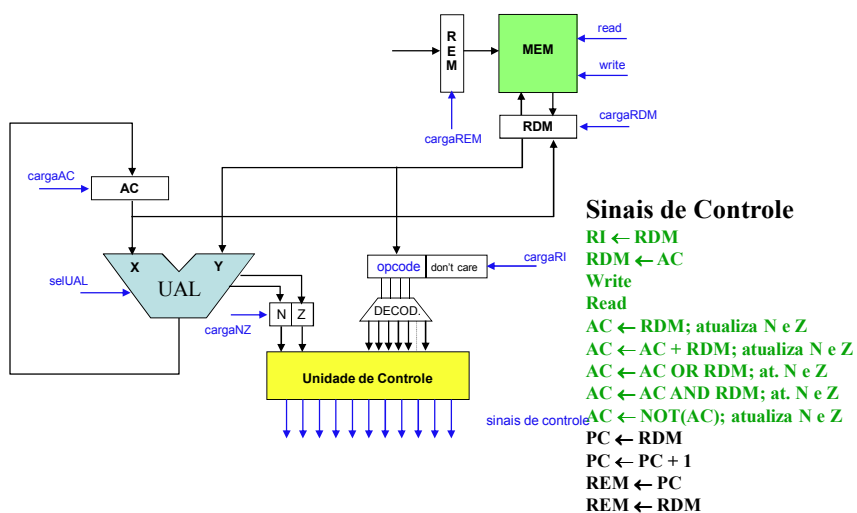 R
E
M
MEM
read
write
cargaREM
RDM
cargaRDM
cargaAC
AC
X
Y
UAL
selUAL
opcode
don't care
cargaRI
N
Z
cargaNZ
DECOD.
Unidade de Controle
sinais de controle
Sinais de Controle
RI ← RDM
RDM ← AC
Write
Read
AC ← RDM; atualiza N e Z
AC ← AC + RDM; atualiza N e Z
AC ← AC OR RDM; at. N e Z
AC ← AC AND RDM; at. N e Z
AC ← NOT(AC); atualiza N e Z
PC ← RDM
PC ← PC + 1
REM ← PC
REM ← RDM